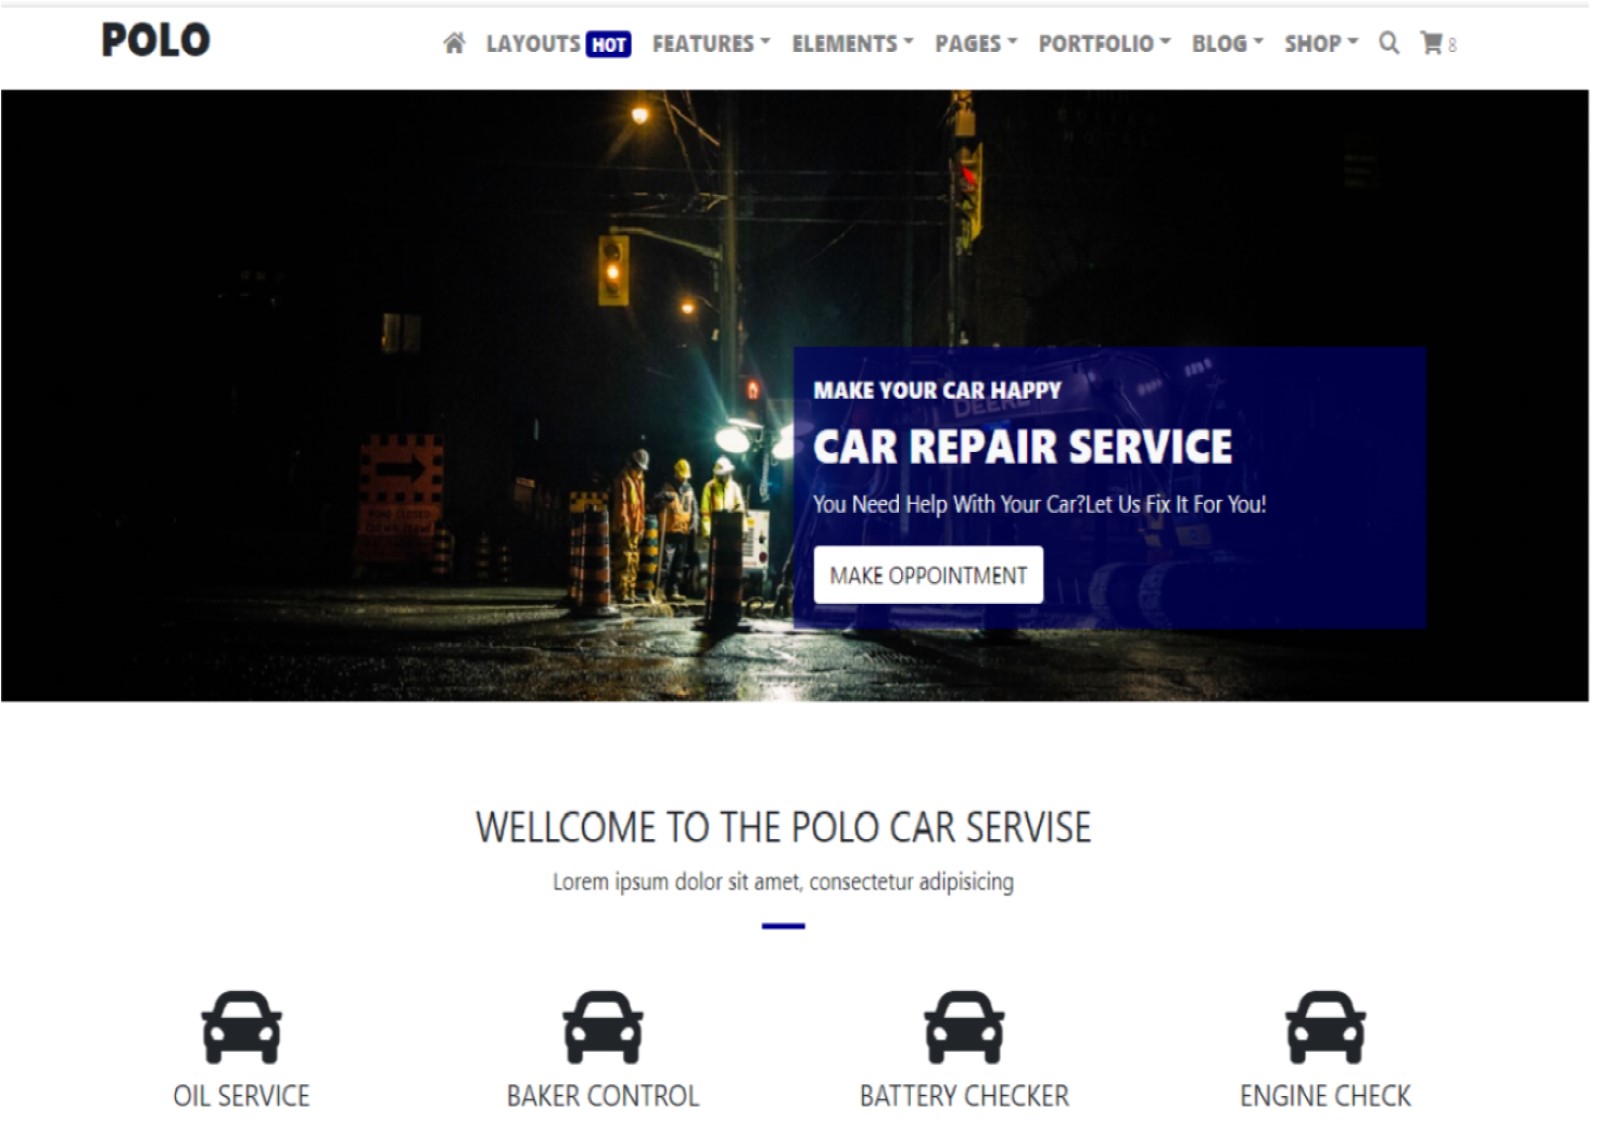 POLO
LAYOUTS HOT FEATURES ELEMENTS PAGES PORTFOLIO BLOG SHOP 8
DEERE
MAKE YOUR CAR HAPPY
CAR REPAIR SERVICE
You Need Help With Your Car?Let Us Fix It For You!
MAKE OPPOINTMENT
WELLCOME TO THE POLO CAR SERVISE
Lorem ipsum dolor sit amet, consectetur adipisicing
OIL SERVICE
BAKER CONTROL
BATTERY CHECKER
ENGINE CHECK